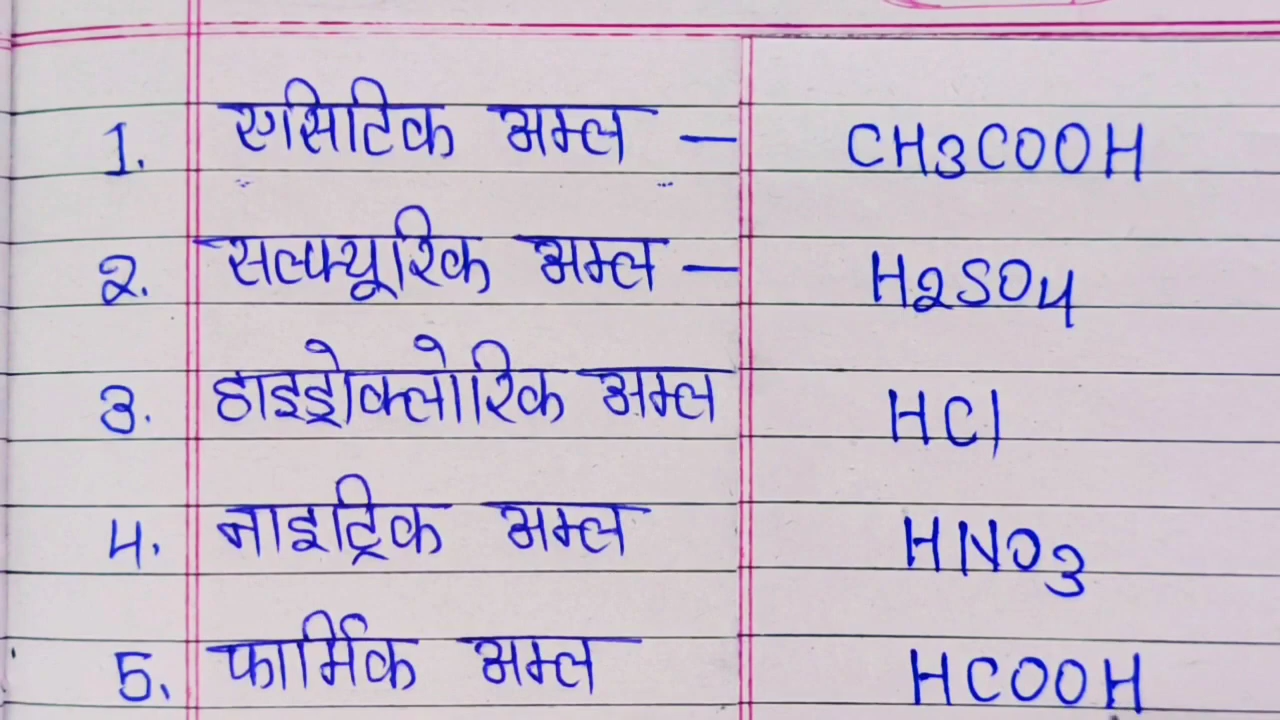 1. एसिटिक अम्ल — CH3COOH
2. सल्फ्यूरिक अम्ल — H2SO4
3. हाइड्रोक्लोरिक अम्ल HCl
4. नाइट्रिक अम्ल HNO3
5. फार्मिक अम्ल HCOOH